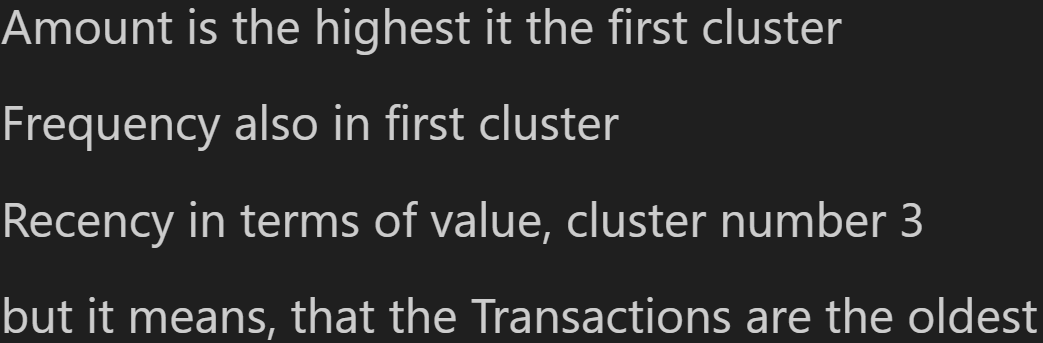 Amount is the highest it the first cluster
Frequency also in first cluster
Recency in terms of value, cluster number 3
but it means, that the Transactions are the oldest